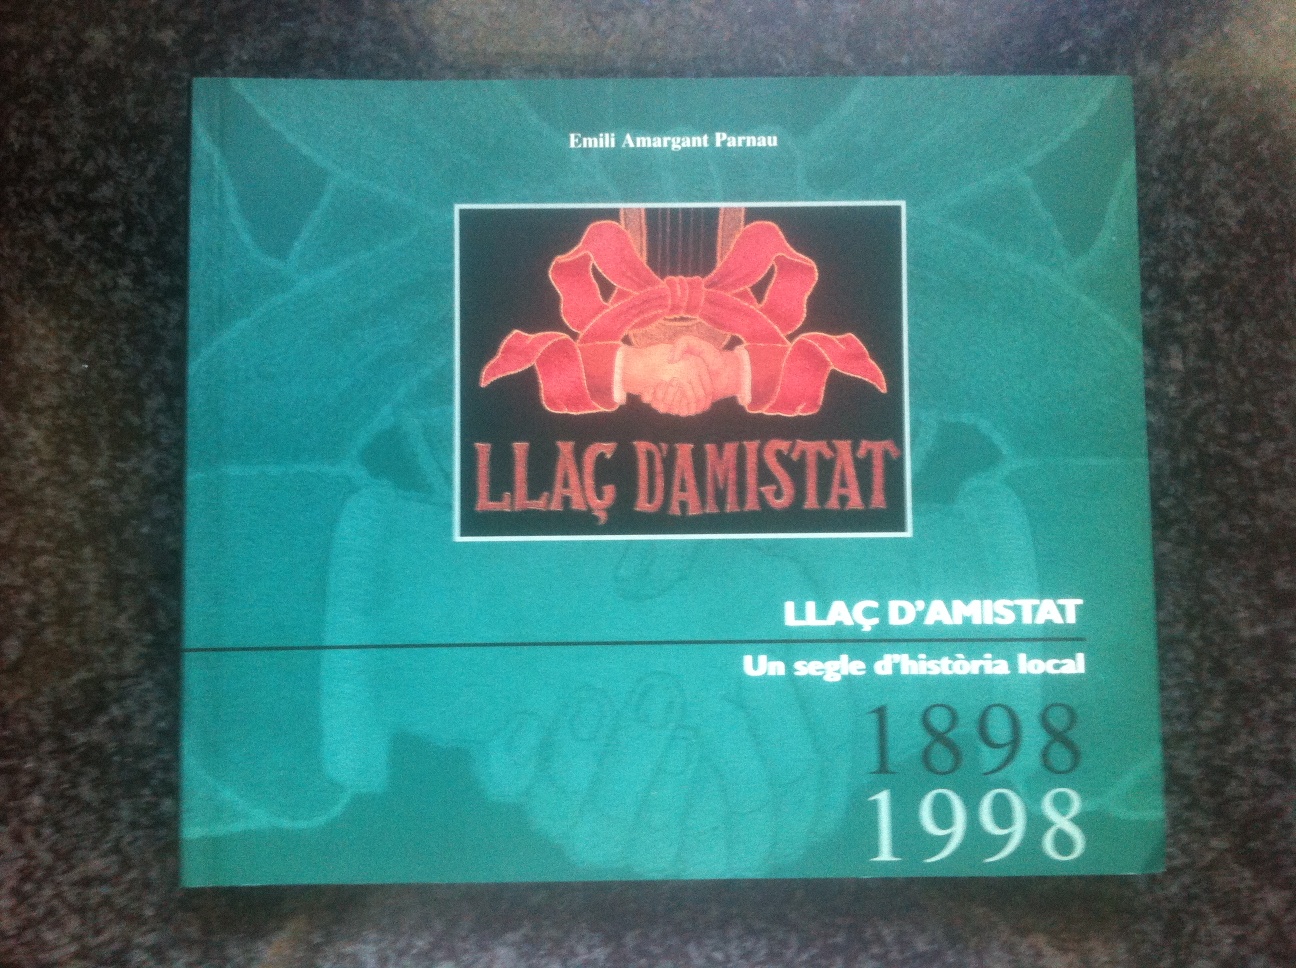 Emili Amargant Parnau
LLAÇ D'AMISTAT
LLAÇ D'AMISTAT
Un segle d'història local
1898
1998